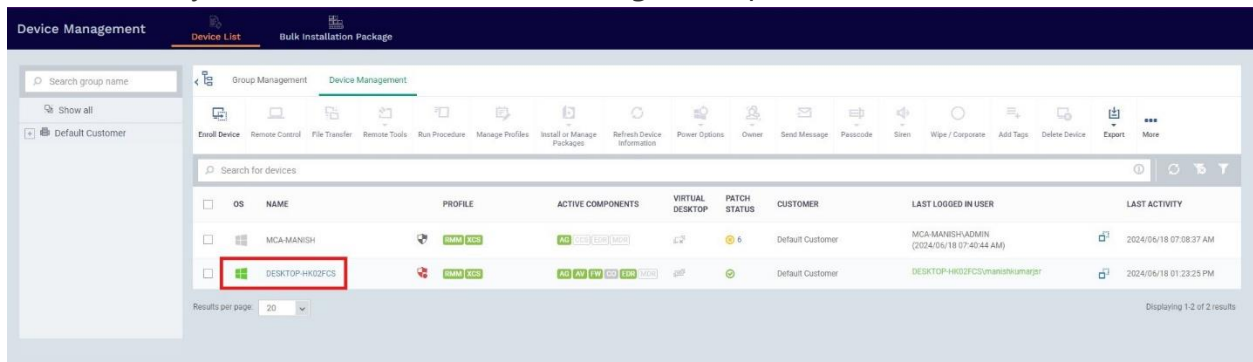 Device Management
Device List
Bulk Installation Package
Search group name
Show all
Default Customer
Group Management
Device Management
Enroll Device
Remote Control
File Transfer
Remote Tools
Run Procedure
Manage Profiles
Install or Manage
Packages
Refresh Device
Information
Power Options
Owner
Send Message
Passcode
Siren
Wipe / Corporate
Add Tags
Delete Device
Export
More
Search for devices
OS NAME PROFILE ACTIVE COMPONENTS VIRTUAL DESKTOP PATCH STATUS CUSTOMER LAST LOGGED IN USER LAST ACTIVITY
MCA-MANISH RMM XCS AG CCS EDR MDR 6 Default Customer MCA-MANISH\ADMIN
(2024/06/18 07:40:44 AM) 2024/06/18 07:08:37 AM
DESKTOP-HK02FCS RMM XCS AG AV FW CO EDR MDR Default Customer DESKTOP-HK02FCS\manishkumarjsr 2024/06/18 01:23:25 PM
Results per page: 20
Displaying 1-2 of 2 results